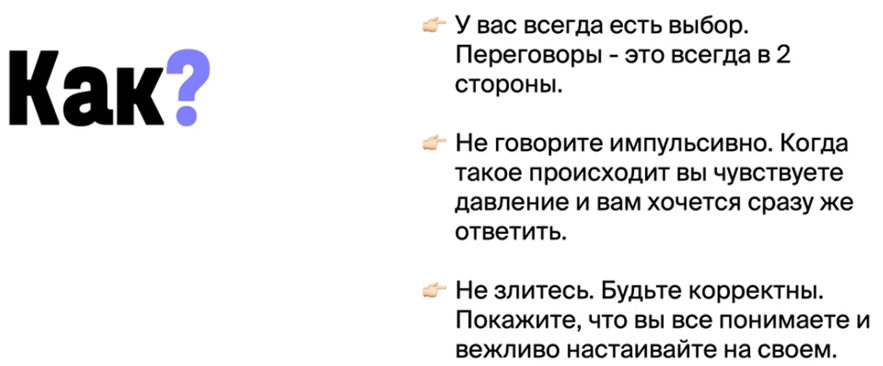 Как?
👉🏻 У вас всегда есть выбор.
Переговоры - это всегда в 2
стороны.
👉🏻 Не говорите импульсивно. Когда
такое происходит вы чувствуете
давление и вам хочется сразу же
ответить.
👉🏻 Не злитесь. Будьте корректны.
Покажите, что вы все понимаете и
вежливо настаивайте на своем.